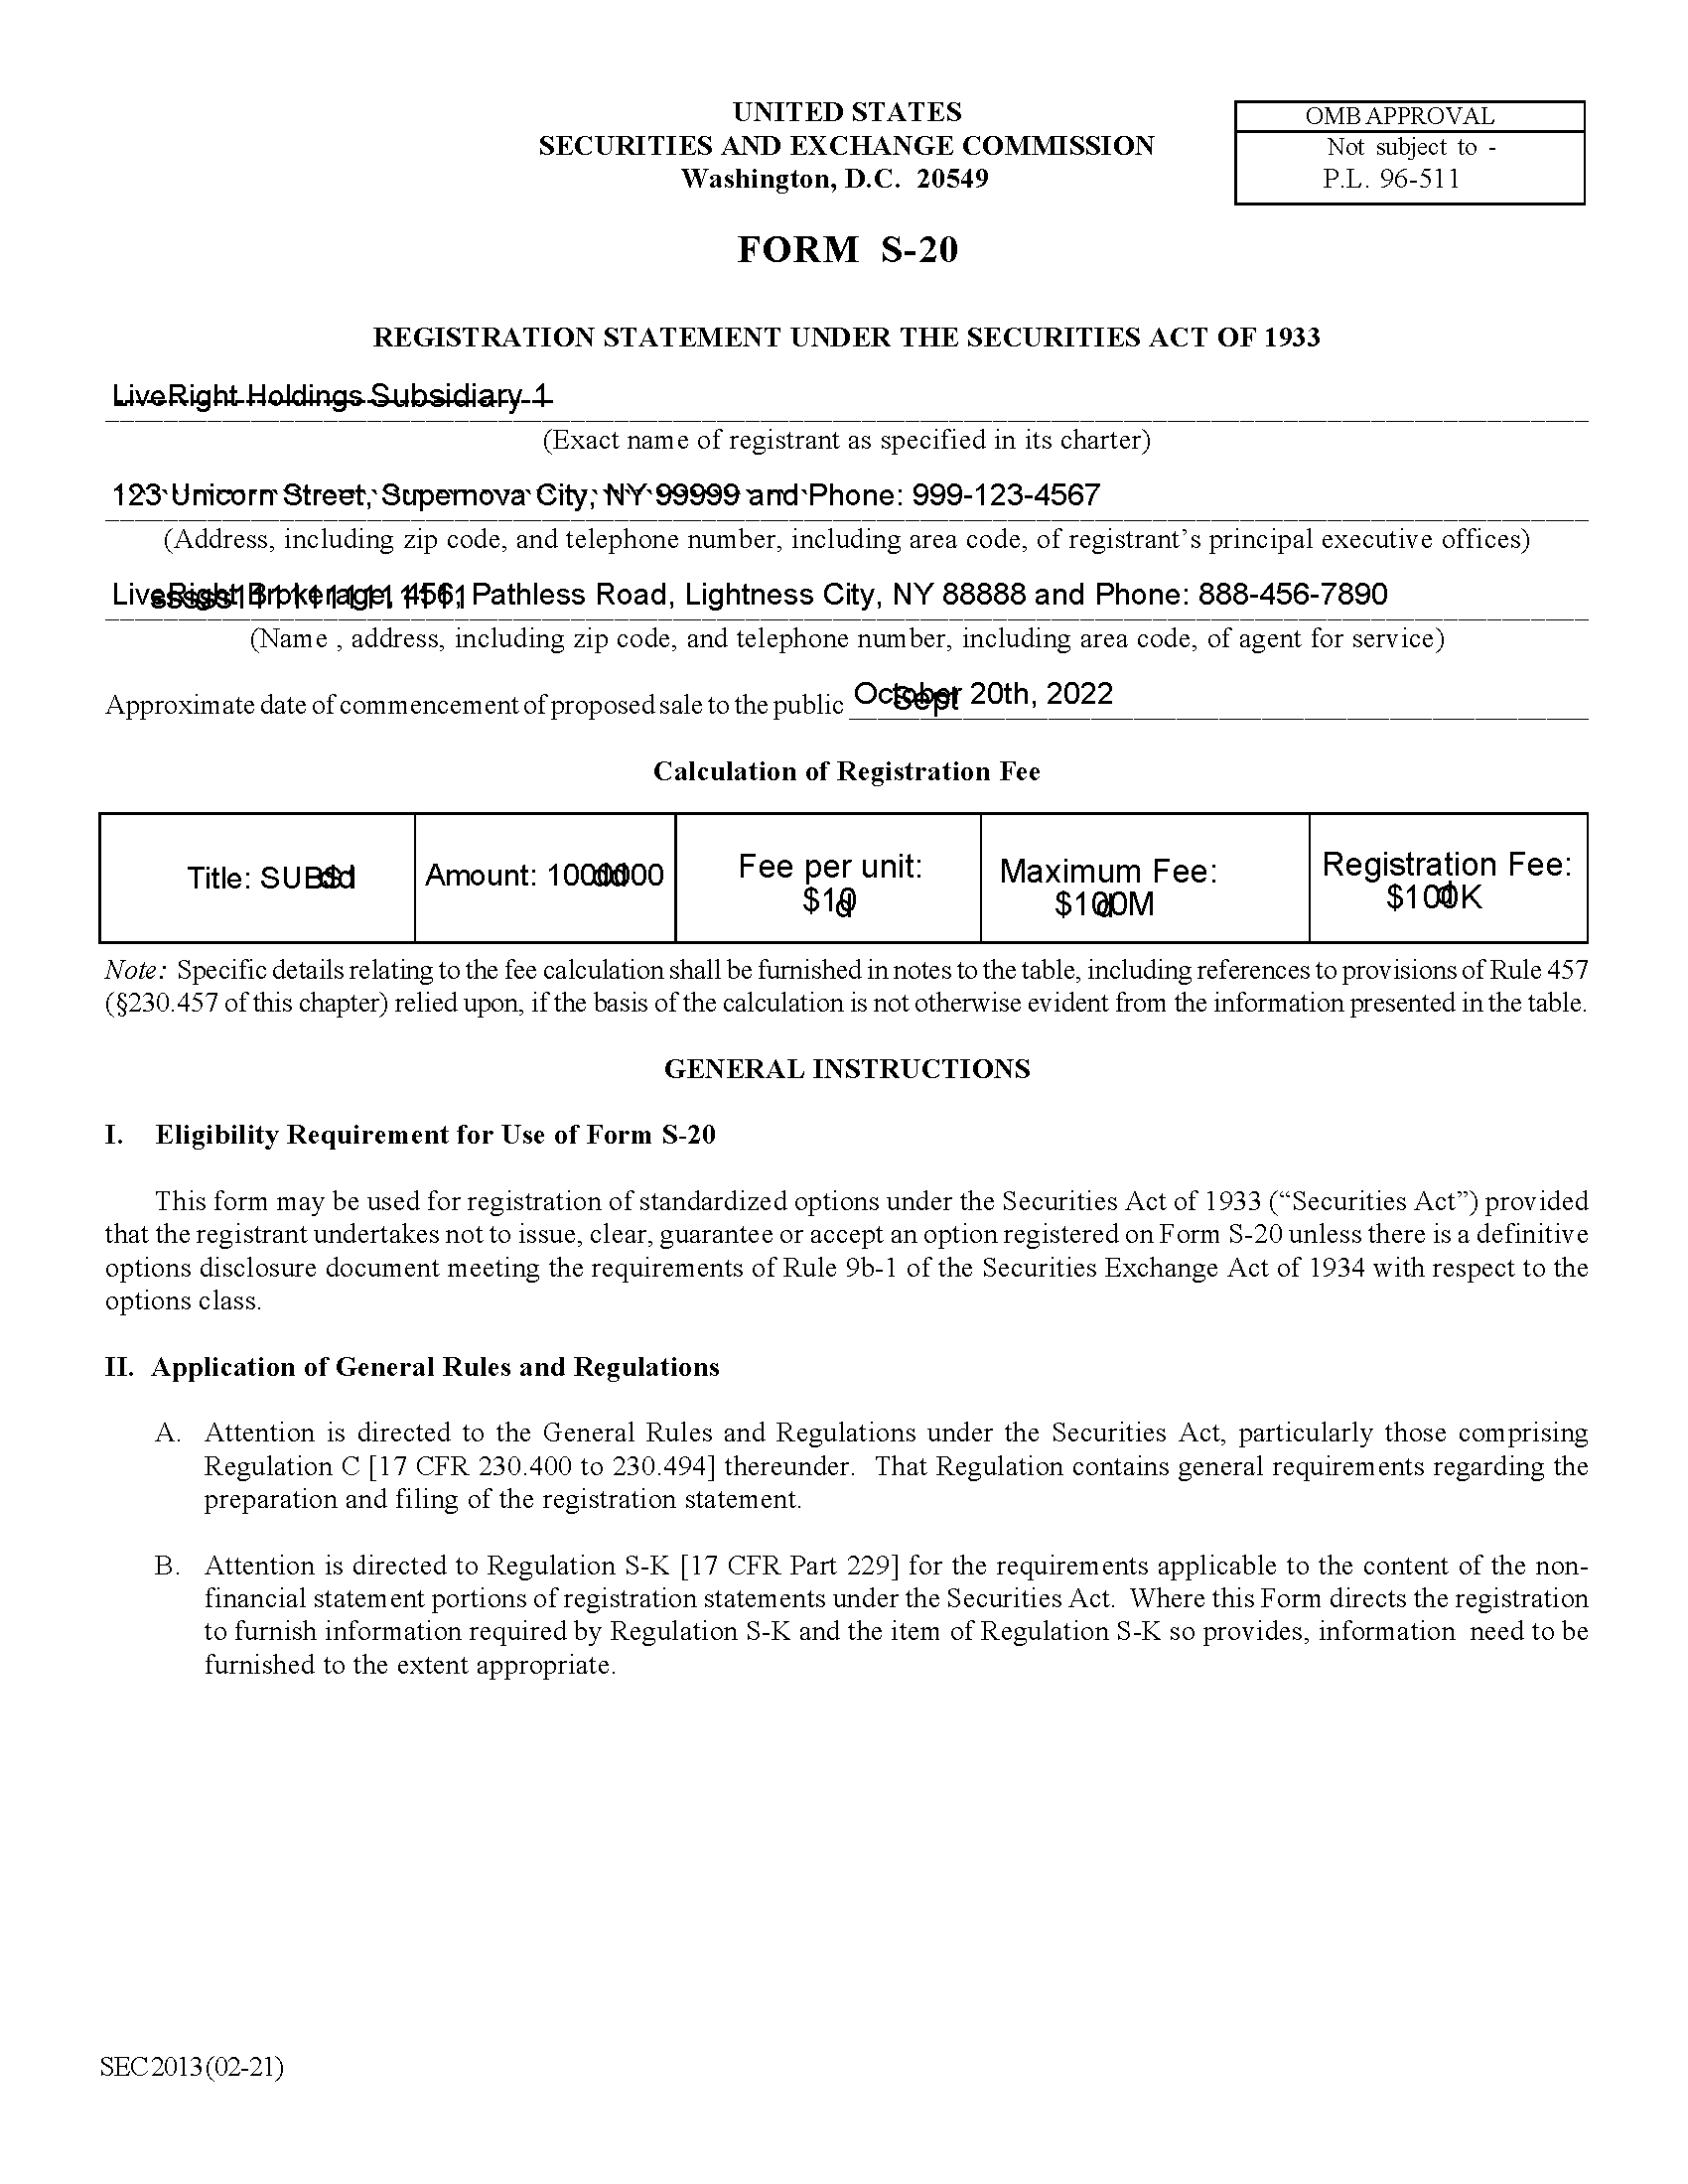 UNITED STATES
SECURITIES AND EXCHANGE COMMISSION
Washington, D.C. 20549
OMB APPROVAL
Not subject to -
P.L. 96-511
FORM S-20
REGISTRATION STATEMENT UNDER THE SECURITIES ACT OF 1933
LiveRight Holdings Subsidiary 1
(Exact name of registrant as specified in its charter)
123 Unicorn Street, Supernova City, NY 99999 and Phone: 999-123-4567
(Address, including zip code, and telephone number, including area code, of registrant’s principal executive offices)
LiveRight Brokerage, 456, Pathless Road, Lightness City, NY 88888 and Phone: 888-456-7890
(Name , address, including zip code, and telephone number, including area code, of agent for service)
Approximate date of commencement of proposed sale to the public October 20th, 2022
Sept
Calculation of Registration Fee
Title:
Amount:
Fee per unit:
$10
Maximum Fee:
$100M
Registration Fee:
$100K
Note: Specific details relating to the fee calculation shall be furnished in notes to the table, including references to provisions of Rule 457
(§230.457 of this chapter) relied upon, if the basis of the calculation is not otherwise evident from the information presented in the table.
GENERAL INSTRUCTIONS
I. Eligibility Requirement for Use of Form S-20
This form may be used for registration of standardized options under the Securities Act of 1933 (“Securities Act”) provided
that the registrant undertakes not to issue, clear, guarantee or accept an option registered on Form S-20 unless there is a definitive
options disclosure document meeting the requirements of Rule 9b-1 of the Securities Exchange Act of 1934 with respect to the
options class.
II. Application of General Rules and Regulations
A. Attention is directed to the General Rules and Regulations under the Securities Act, particularly those comprising
Regulation C [17 CFR 230.400 to 230.494] thereunder. That Regulation contains general requirements regarding the
preparation and filing of the registration statement.
B. Attention is directed to Regulation S-K [17 CFR Part 229] for the requirements applicable to the content of the non-
financial statement portions of registration statements under the Securities Act. Where this Form directs the registration
to furnish information required by Regulation S-K and the item of Regulation S-K so provides, information need to be
furnished to the extent appropriate.
SEC 2013 (02-21)